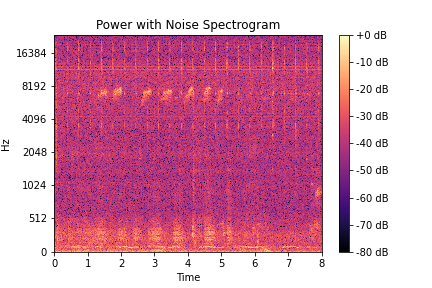 Power with Noise Spectrogram
16384
8192
4096
2048
1024
512
0
Hz
0 1 2 3 4 5 6 7 8
Time
+0 dB
-10 dB
-20 dB
-30 dB
-40 dB
-50 dB
-60 dB
-70 dB
-80 dB